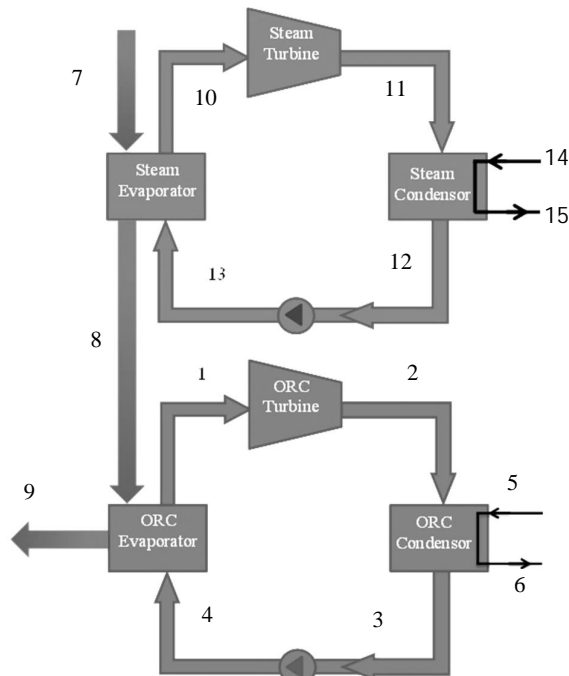 Steam
Turbine
7
10
11
Steam
Evaporator
Steam
Condensor
14
15
12
13
8
1
2
ORC
Turbine
9
5
ORC
Evaporator
ORC
Condensor
6
4
3